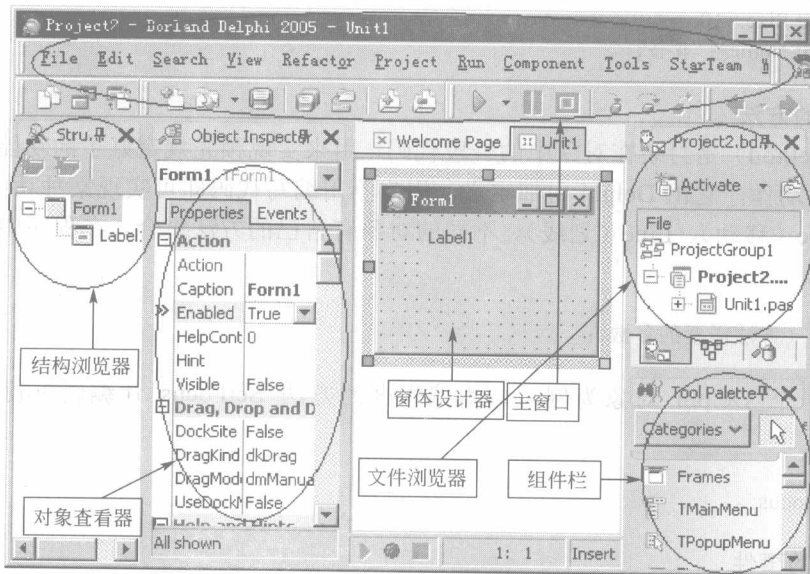 Project2 - Borland Delphi 2005 - Unit1
File Edit Search View Refactor Project Run Component Tools StarTeam
Stru..
Form1
Label
结构浏览器
Object Inspector
Form1 TForm1
Properties Events
Action
Action
Caption Form1
Enabled True
HelpCont 0
Hint
Visible False
Drag, Drop and D
DockSite False
DragKind dkDrag
DragMode dmManua
UseDockM False
Help and Hints
All shown
对象查看器
Welcome Page Unit1
Form1
Label1
窗体设计器
主窗口
文件浏览器
组件栏
1: 1 Insert
Project2.bd
Activate
File
ProjectGroup1
Project2....
Unit1.pas
Tool Palette
Categories
Frames
TMainMenu
TPopupMenu